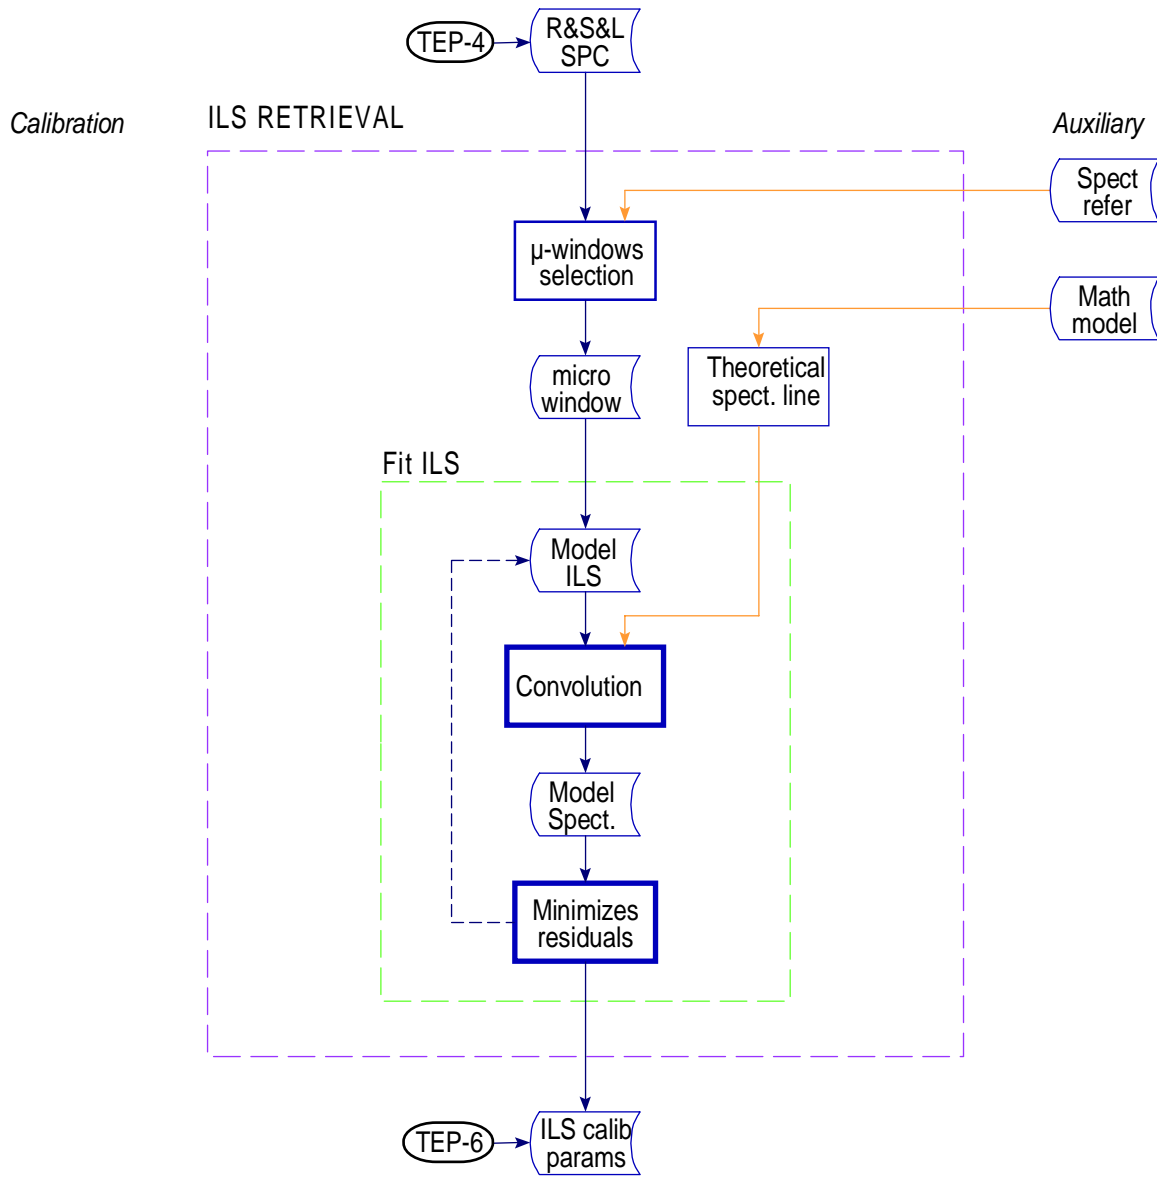 TEP-4
R&S&L
SPC
Calibration
ILS RETRIEVAL
Auxiliary
Spect
refer
µ-windows
selection
Math
model
micro
window
Theoretical
spect. line
Fit ILS
Model
ILS
Convolution
Model
Spect.
Minimizes
residuals
TEP-6
ILS calib
params